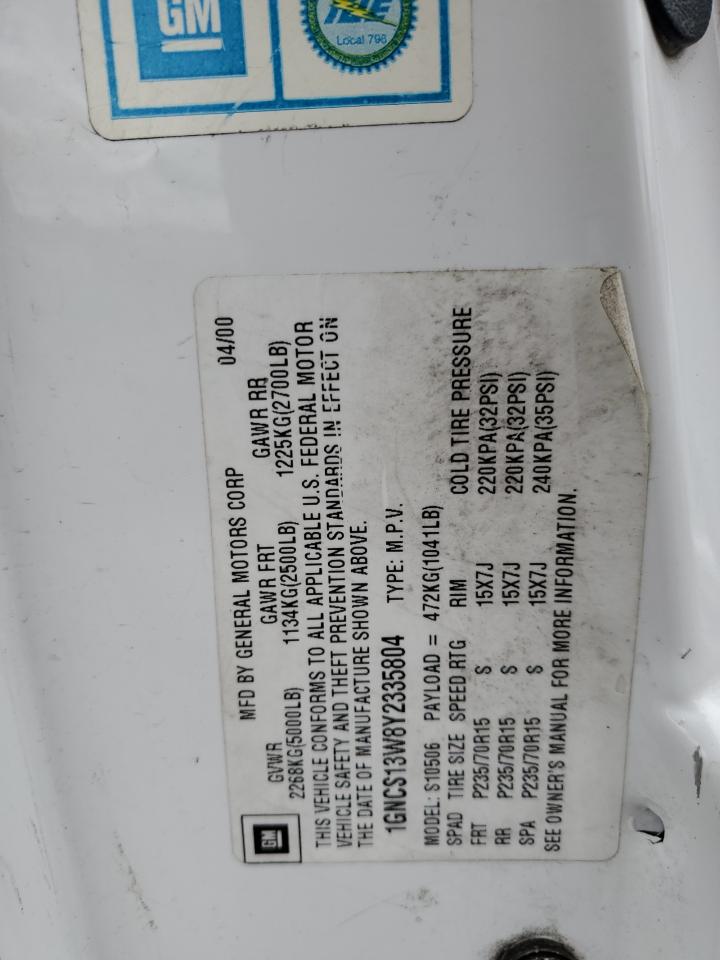 GM
Local 798
MFD BY GENERAL MOTORS CORP 04/00
GVWR GAWR FRT GAWR RR
2268KG(5000LB) 1134KG(2500LB) 1225KG(2700LB)
THIS VEHICLE CONFORMS TO ALL APPLICABLE U.S. FEDERAL MOTOR
VEHICLE SAFETY AND THEFT PREVENTION STANDARDS IN EFFECT ON
THE DATE OF MANUFACTURE SHOWN ABOVE.
1GNCS13W8Y2335804 TYPE: M.P.V.
MODEL: S10506 PAYLOAD = 472KG(1041LB)
SPAD TIRE SIZE SPEED RTG RIM COLD TIRE PRESSURE
FRT P235/70R15 S 15X7J 220KPA(32PSI)
RR P235/70R15 S 15X7J 220KPA(32PSI)
SPA P235/70R15 S 15X7J 240KPA(35PSI)
SEE OWNER'S MANUAL FOR MORE INFORMATION.
GM